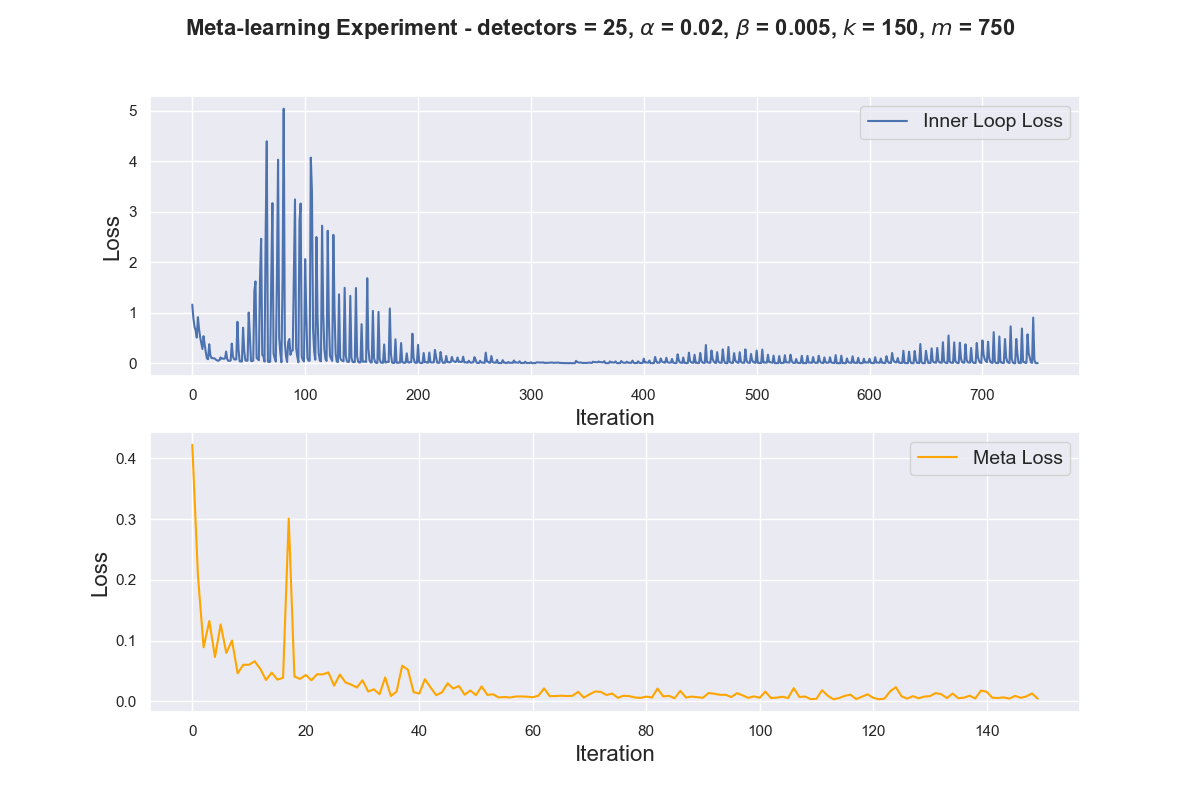 Meta-learning Experiment - detectors = 25, α = 0.02, β = 0.005, k = 150, m = 750
Inner Loop Loss
5
4
3
2
1
0
Loss
0 100 200 300 400 500 600 700
Iteration
Meta Loss
0.4
0.3
0.2
0.1
0.0
Loss
0 20 40 60 80 100 120 140
Iteration